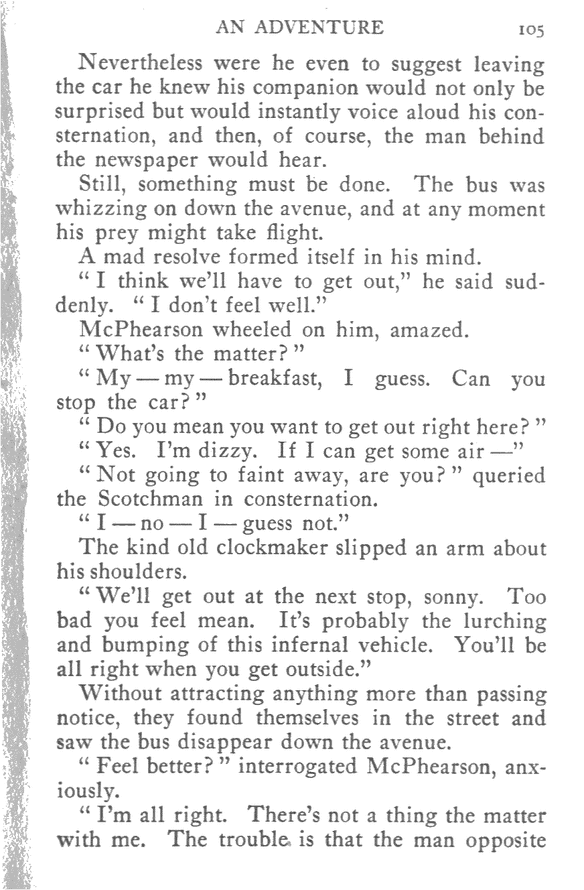 AN ADVENTURE 105
Nevertheless were he even to suggest leaving
the car he knew his companion would not only be
surprised but would instantly voice aloud his con-
sternation, and then, of course, the man behind
the newspaper would hear.
Still, something must be done. The bus was
whizzing on down the avenue, and at any moment
his prey might take flight.
A mad resolve formed itself in his mind.
“ I think we'll have to get out,” he said sud-
denly. “ I don't feel well.”
McPhearson wheeled on him, amazed.
“ What's the matter? ”
“ My — my — breakfast, I guess. Can you
stop the car? ”
“ Do you mean you want to get out right here? ”
“ Yes. I'm dizzy. If I can get some air —”
“ Not going to faint away, are you? ” queried
the Scotchman in consternation.
“ I — no — I — guess not.”
The kind old clockmaker slipped an arm about
his shoulders.
“ We'll get out at the next stop, sonny. Too
bad you feel mean. It's probably the lurching
and bumping of this infernal vehicle. You'll be
all right when you get outside.”
Without attracting anything more than passing
notice, they found themselves in the street and
saw the bus disappear down the avenue.
“ Feel better? ” interrogated McPhearson, anx-
iously.
“ I'm all right. There's not a thing the matter
with me. The trouble is that the man opposite